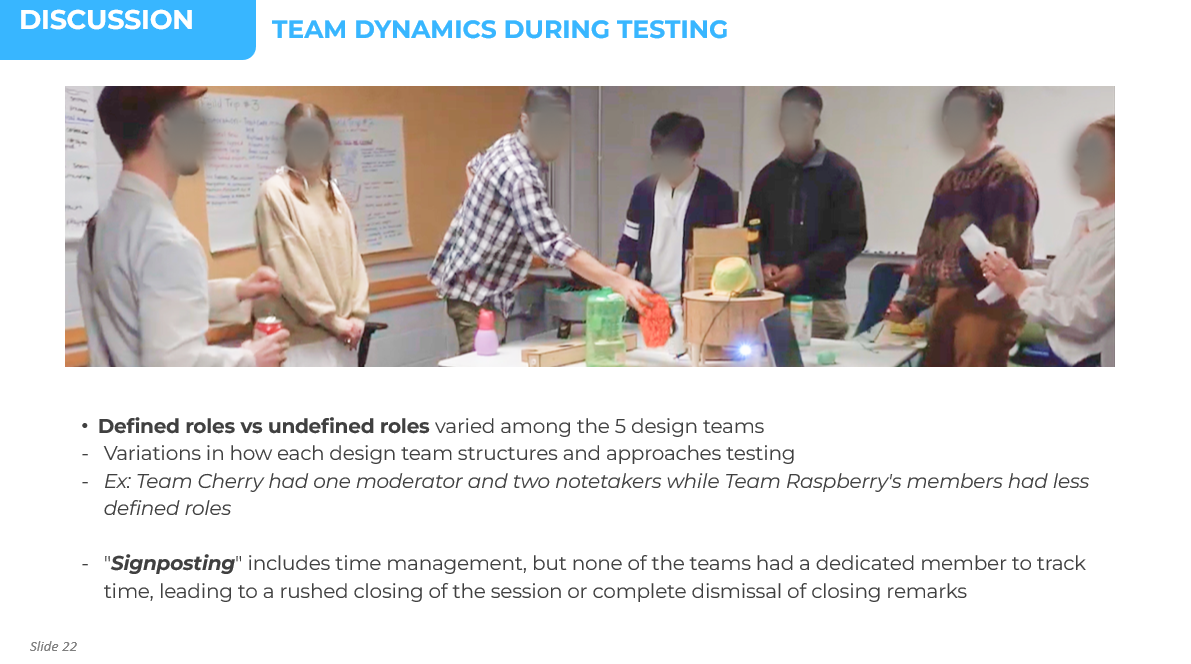 DISCUSSION
TEAM DYNAMICS DURING TESTING
Field Trip #3
• Defined roles vs undefined roles varied among the 5 design teams
- Variations in how each design team structures and approaches testing
- Ex: Team Cherry had one moderator and two notetakers while Team Raspberry's members had less
defined roles
- "Signposting" includes time management, but none of the teams had a dedicated member to track
time, leading to a rushed closing of the session or complete dismissal of closing remarks
Slide 22